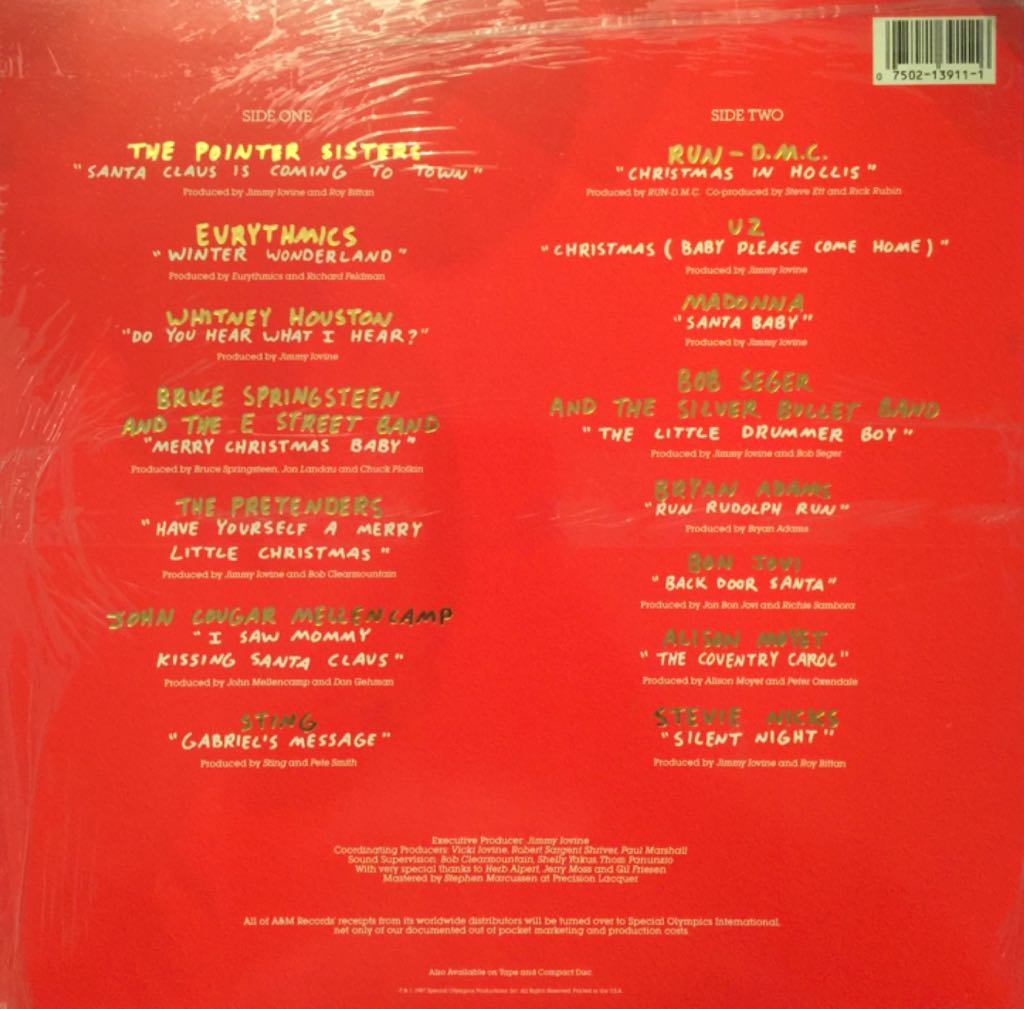 0 7502-13911-1
SIDE ONE
THE POINTER SISTERS
"SANTA CLAUS IS COMING TO TOWN"
Produced by Jimmy Iovine and Roy Bittan
EURYTHMICS
"WINTER WONDERLAND"
Produced by Eurythmics and Richard Feldman
WHITNEY HOUSTON
"DO YOU HEAR WHAT I HEAR?"
Produced by Jimmy Iovine
BRUCE SPRINGSTEEN
AND THE E STREET BAND
"MERRY CHRISTMAS BABY"
Produced by Bruce Springsteen, Jon Landau and Chuck Plotkin
THE PRETENDERS
"HAVE YOURSELF A MERRY
LITTLE CHRISTMAS"
Produced by Jimmy Iovine and Bob Clearmountain
JOHN COUGAR MELLENCAMP
"I SAW MOMMY
KISSING SANTA CLAUS"
Produced by John Mellencamp and Don Gehman
STING
"GABRIEL'S MESSAGE"
Produced by Sting and Pete Smith
SIDE TWO
RUN-D.M.C.
"CHRISTMAS IN HOLLIS"
Produced by RUN-D.M.C. Co-produced by Steve Ett and Rick Rubin
U2
"CHRISTMAS (BABY PLEASE COME HOME)"
Produced by Jimmy Iovine
MADONNA
"SANTA BABY"
Produced by Jimmy Iovine
BOB SEGER
AND THE SILVER BULLET BAND
"THE LITTLE DRUMMER BOY"
Produced by Jimmy Iovine and Bob Seger
BRYAN ADAMS
"RUN RUDOLPH RUN"
Produced by Bryan Adams
BON JOVI
"BACK DOOR SANTA"
Produced by Jon Bon Jovi and Richie Sambora
ALISON MOYET
"THE COVENTRY CAROL"
Produced by Alison Moyet and Peter Oxendale
STEVIE NICKS
"SILENT NIGHT"
Produced by Jimmy Iovine and Roy Bittan
Executive Producer: Jimmy Iovine
Coordinating Producers: Vicki Iovine, Robert Sargent Shriver, Paul Marshall
Sound Supervision: Bob Clearmountain, Shelly Yakus, Thom Panunzio
With very special thanks to Herb Alpert, Jerry Moss and Gil Friesen
Mastered by Stephen Marcussen at Precision Lacquer
All of A&M Records' receipts from its worldwide distributors will be turned over to Special Olympics International,
net only of our documented out of pocket marketing and production costs.
Also Available on Tape and Compact Disc
℗ & © 1987 Special Olympics Productions, Inc. All Rights Reserved. Printed in the U.S.A.